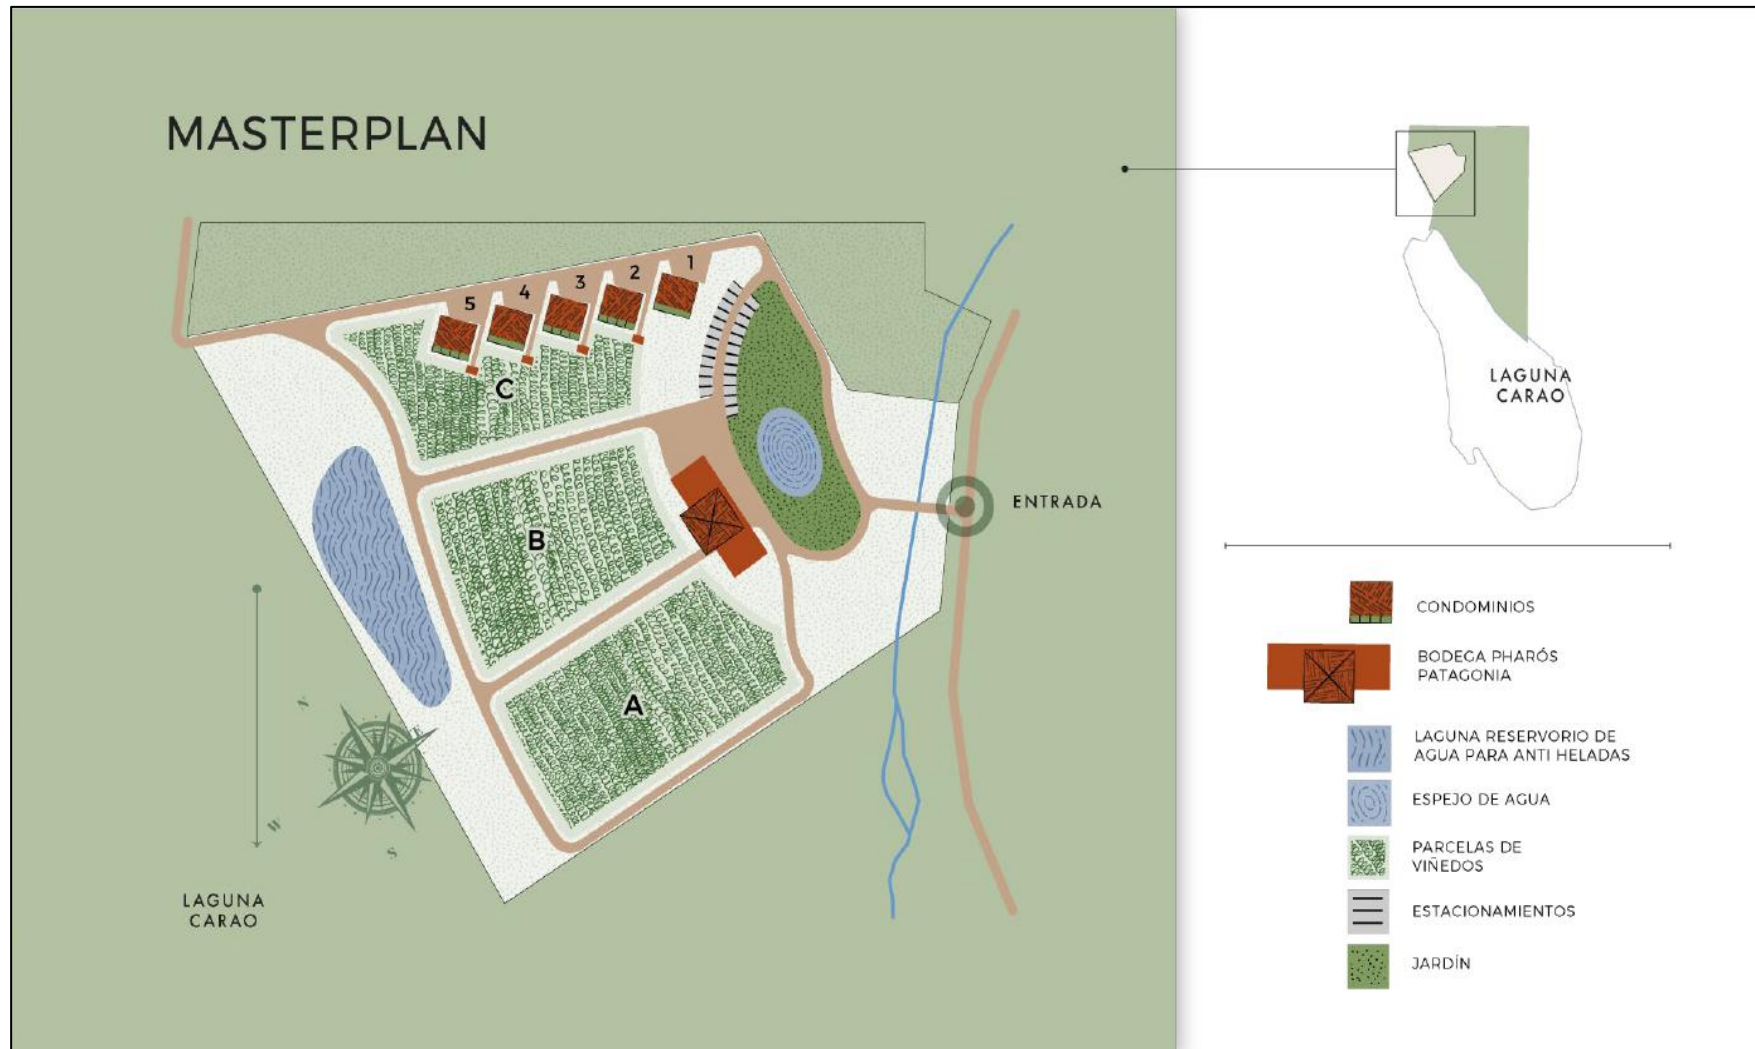 MASTERPLAN
1
2
3
4
5
C
B
A
ENTRADA
N
E
W
S
LAGUNA
CARAO
LAGUNA
CARAO
CONDOMINIOS
BODEGA PHARÓS
PATAGONIA
LAGUNA RESERVORIO DE
AGUA PARA ANTI HELADAS
ESPEJO DE AGUA
PARCELAS DE
VIÑEDOS
ESTACIONAMIENTOS
JARDÍN